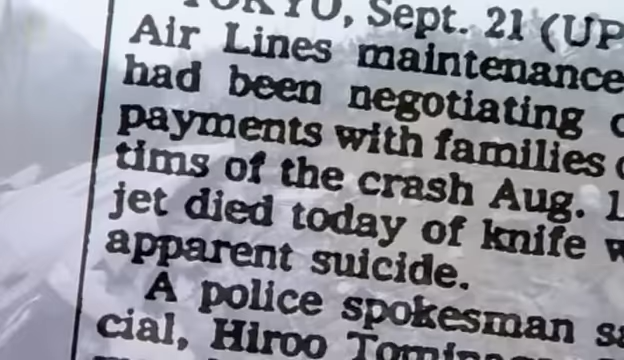 TOKYO, Sept. 21 (UP
Air Lines maintenance
had been negotiating
payments with families
tims of the crash Aug.
jet died today of knife
apparent suicide.
A police spokesman
cial, Hiroo